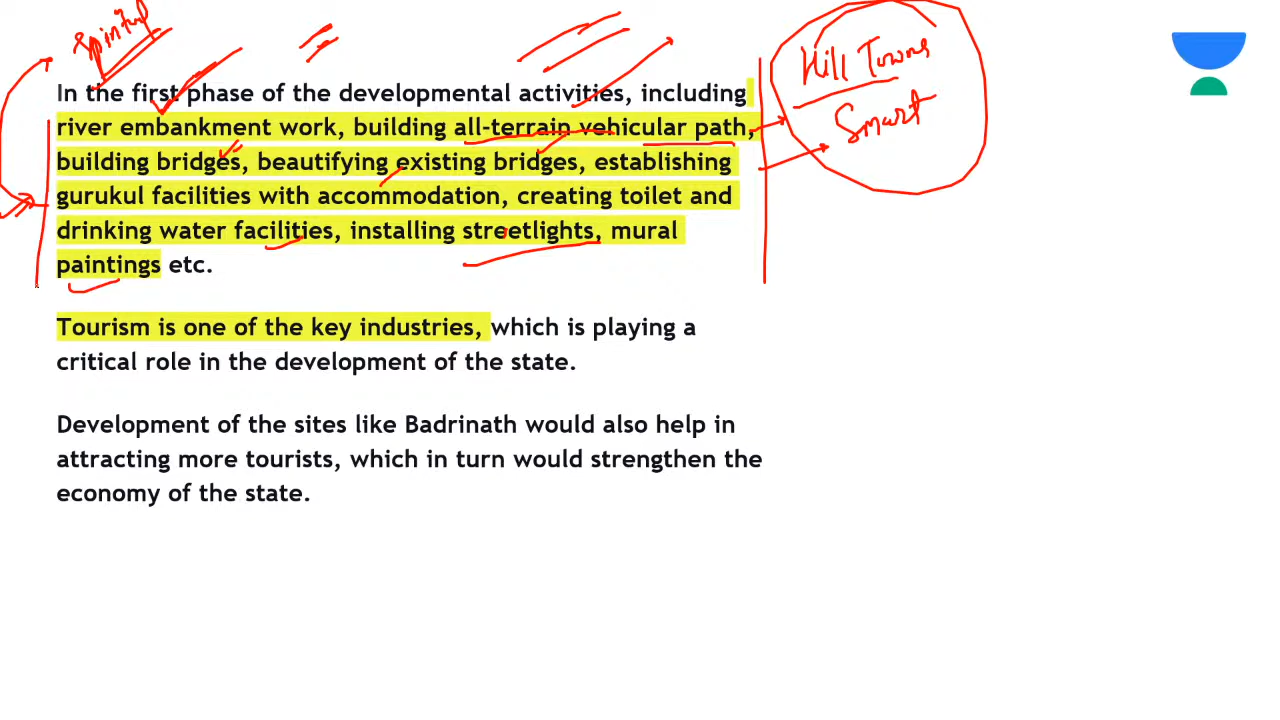 Spiritual
Hill Towns
Smart
In the first phase of the developmental activities, including
river embankment work, building all-terrain vehicular path,
building bridges, beautifying existing bridges, establishing
gurukul facilities with accommodation, creating toilet and
drinking water facilities, installing streetlights, mural
paintings etc.
Tourism is one of the key industries, which is playing a
critical role in the development of the state.
Development of the sites like Badrinath would also help in
attracting more tourists, which in turn would strengthen the
economy of the state.